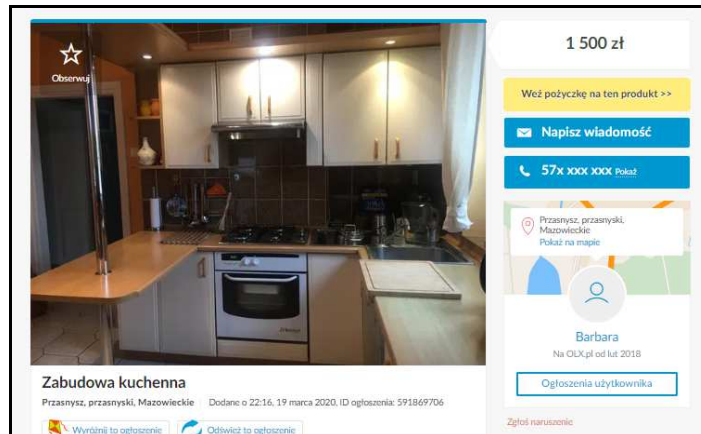 Obserwuj
1 500 zł
Weź pożyczkę na ten produkt >>
Napisz wiadomość
57x xxx xxx Pokaż
Przasnysz, przasnyski,
Mazowieckie
Pokaż na mapie
Barbara
Na OLX.pl od lut 2018
Ogłoszenia użytkownika
Zgłoś naruszenie
Zabudowa kuchenna
Przasnysz, przasnyski, Mazowieckie Dodane o 22:16, 19 marca 2020, ID ogłoszenia: 591869706
Wyróżnij to ogłoszenie Odśwież to ogłoszenie